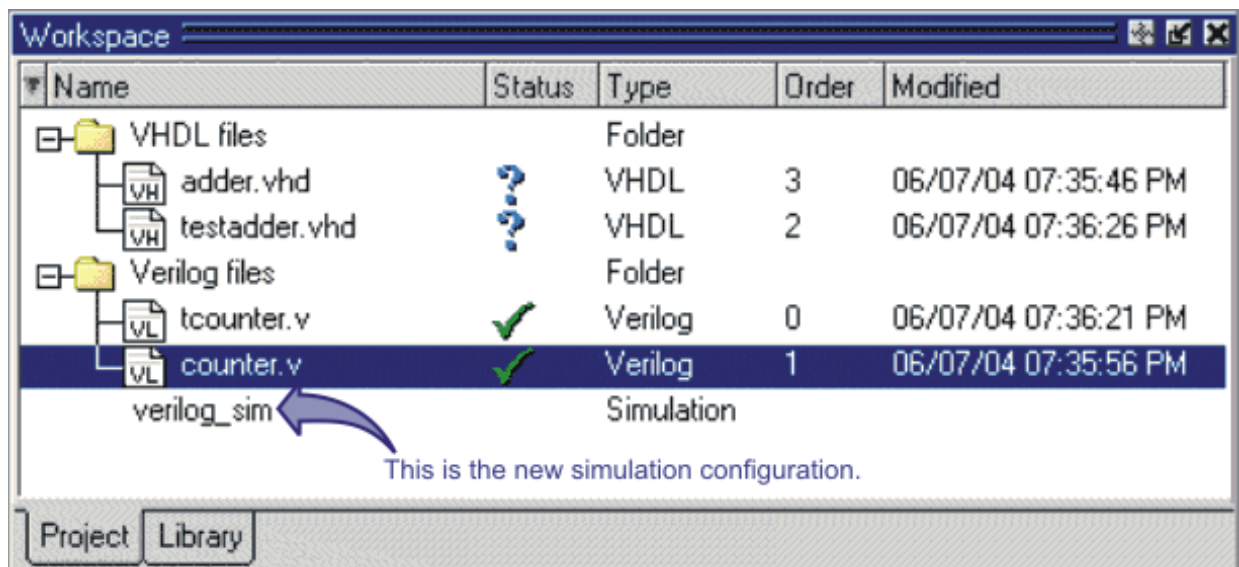 Workspace
Name Status Type Order Modified
VHDL files Folder
VH adder.vhd ? VHDL 3 06/07/04 07:35:46 PM
VH testadder.vhd ? VHDL 2 06/07/04 07:36:26 PM
Verilog files Folder
VL tcounter.v Verilog 0 06/07/04 07:36:21 PM
VL counter.v Verilog 1 06/07/04 07:35:56 PM
verilog_sim Simulation
This is the new simulation configuration.
Project Library